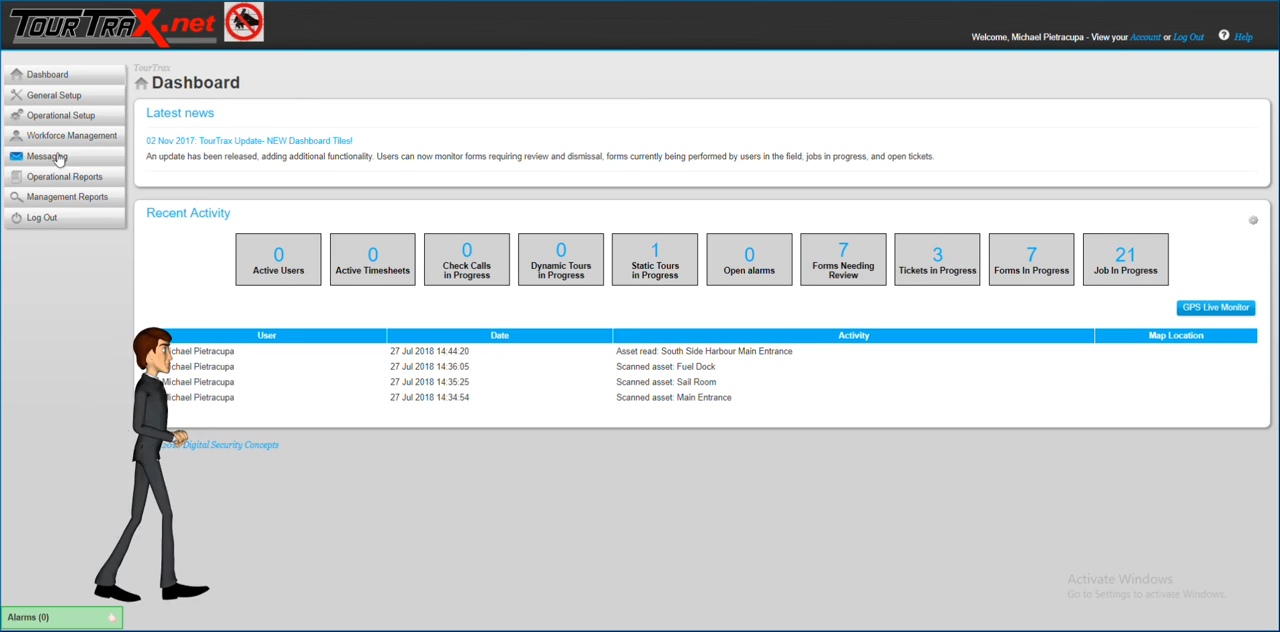 TOURTRAX.net
Welcome, Michael Pietracupa - View your Account or Log Out
Help
Dashboard
General Setup
Operational Setup
Workforce Management
Messaging
Operational Reports
Management Reports
Log Out
TourTrax
Dashboard
Latest news
02 Nov 2017: TourTrax Update- NEW Dashboard Tiles!
An update has been released, adding additional functionality. Users can now monitor forms requiring review and dismissal, forms currently being performed by users in the field, jobs in progress, and open tickets.
Recent Activity
0 Active Users
0 Active Timesheets
0 Check Calls in Progress
0 Dynamic Tours in Progress
1 Static Tours in Progress
0 Open alarms
7 Forms Needing Review
3 Tickets in Progress
7 Forms In Progress
21 Job In Progress
GPS Live Monitor
User Date Activity Map Location
chael Pietracupa 27 Jul 2018 14:44:20 Asset read: South Side Harbour Main Entrance
chael Pietracupa 27 Jul 2018 14:36:05 Scanned asset: Fuel Dock
Michael Pietracupa 27 Jul 2018 14:35:25 Scanned asset: Sail Room
ichael Pietracupa 27 Jul 2018 14:34:54 Scanned asset: Main Entrance
Digital Security Concepts
Activate Windows
Go to Settings to activate Windows.
Alarms (0)